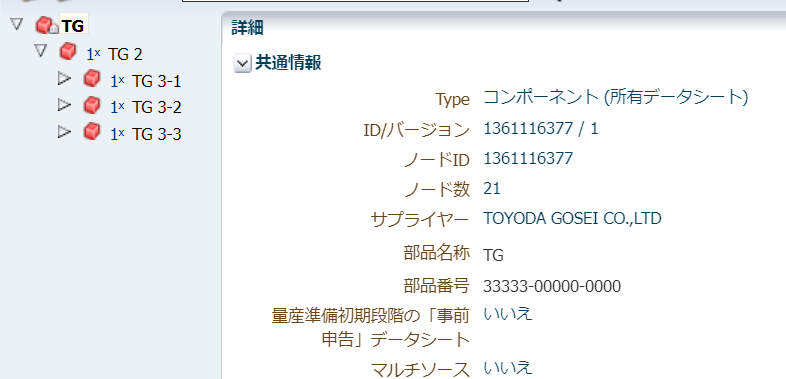 TG
1x TG 2
1x TG 3-1
1x TG 3-2
1x TG 3-3
詳細
共通情報
Type コンポーネント (所有データシート)
ID/バージョン 1361116377 / 1
ノードID 1361116377
ノード数 21
サプライヤー TOYODA GOSEI CO.,LTD
部品名称 TG
部品番号 33333-00000-0000
量産準備初期段階の「事前 いいえ
申告」データシート
マルチソース いいえ